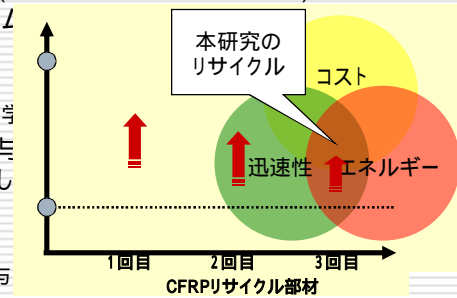 本研究の
リサイクル
コスト
迅速性
エネルギー
1回目
2回目
3回目
CFRPリサイクル部材